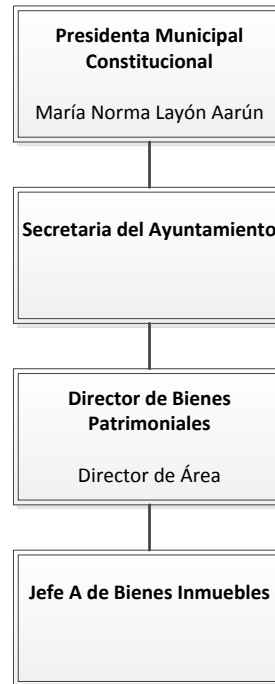 Presidenta Municipal
Constitucional
María Norma Layón Aarún
Secretaria del Ayuntamiento
Director de Bienes
Patrimoniales
Director de Área
Jefe A de Bienes Inmuebles